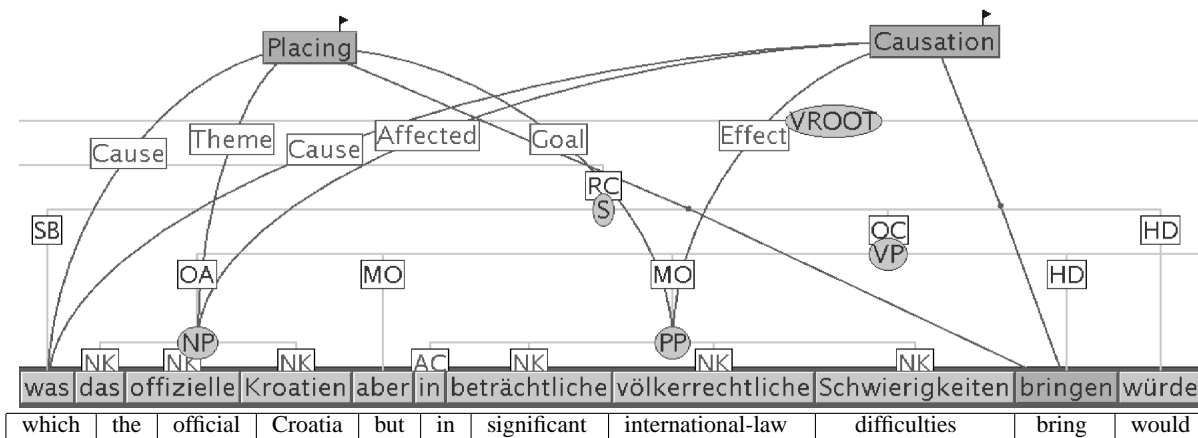 Placing Causation
VROOT
Cause Theme Cause Affected Goal Effect
RC
S
SB OC HD
VP
OA MO MO HD
NP PP
NK NK NK AC NK NK NK
was das offizielle Kroatien aber in beträchtliche völkerrechtliche Schwierigkeiten bringen würde
which the official Croatia but in significant international-law difficulties bring would